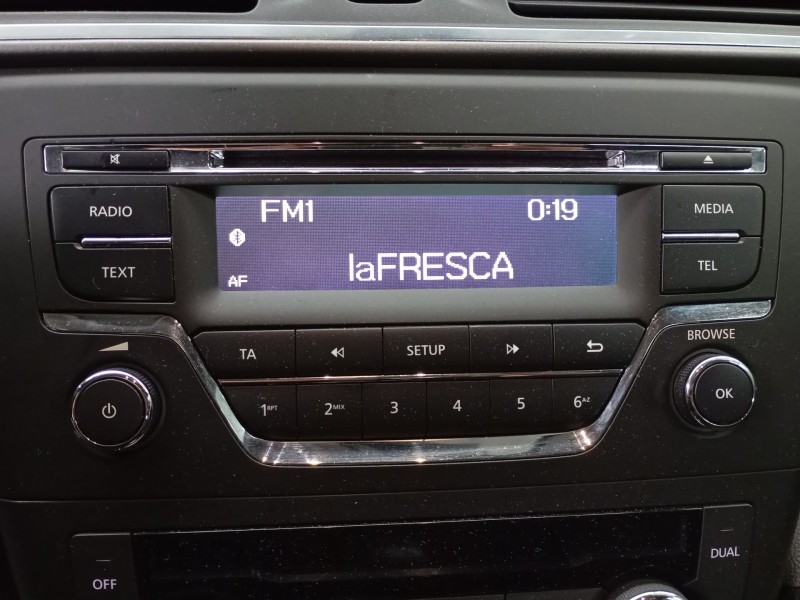 FM1 0:19
AF laFRESCA
RADIO
TEXT
MEDIA
TEL
TA SETUP
BROWSE
1RPT 2MIX 3 4 5 6AZ
OK
OFF
DUAL